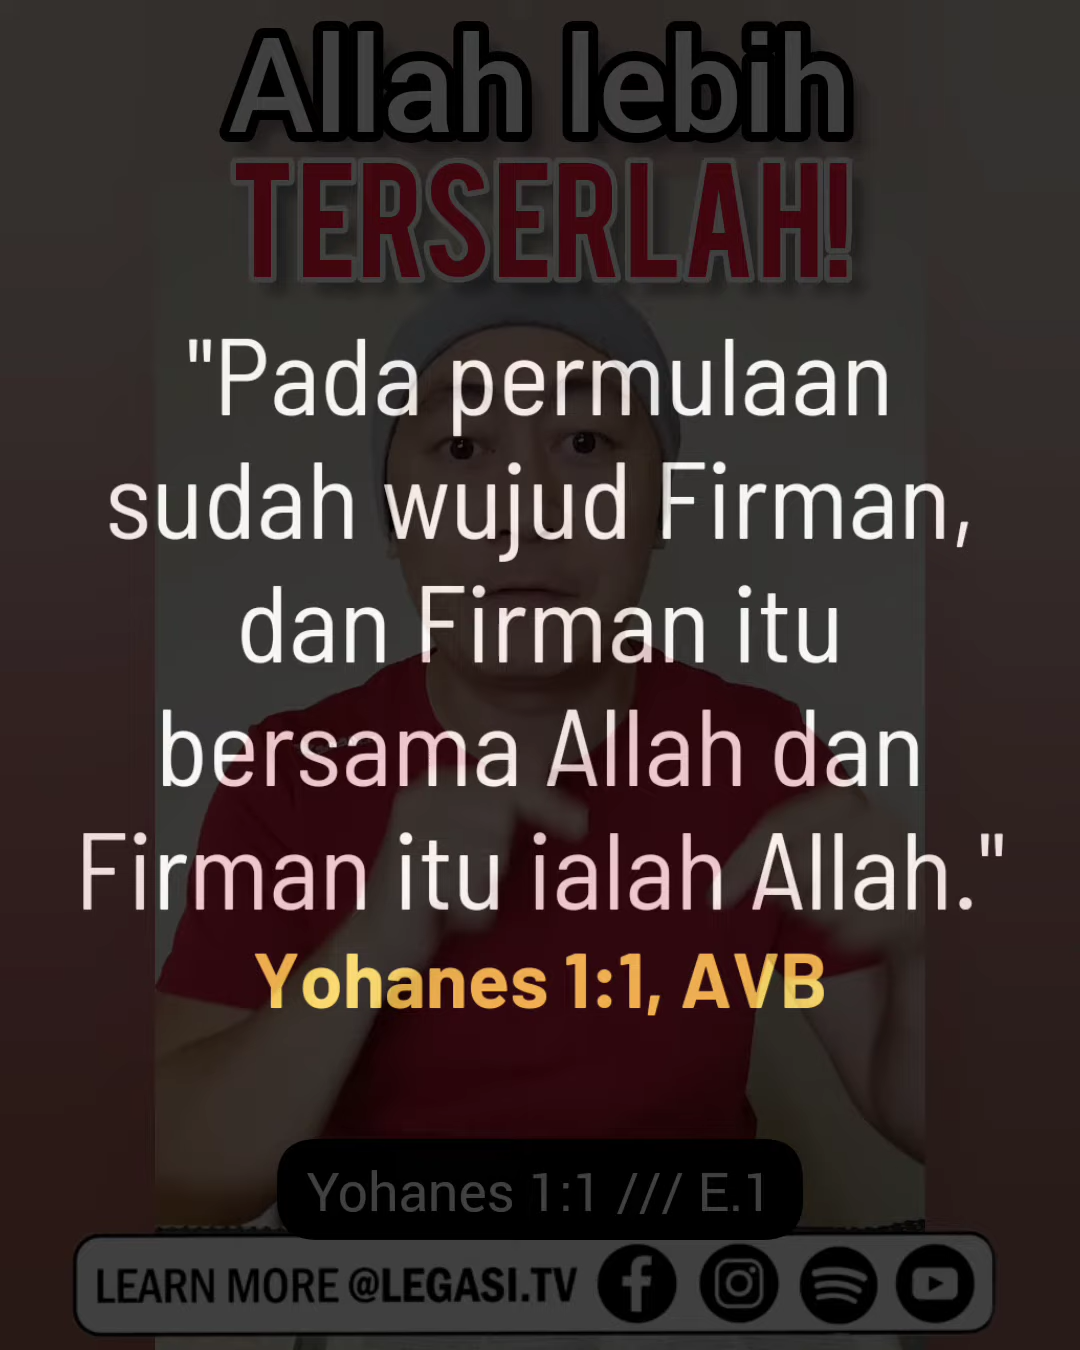 Allah lebih
TERSERLAH!
"Pada permulaan
sudah wujud Firman,
dan Firman itu
bersama Allah dan
Firman itu ialah Allah."
Yohanes 1:1, AVB
Yohanes 1:1 /// E.1
LEARN MORE @LEGASI.TV